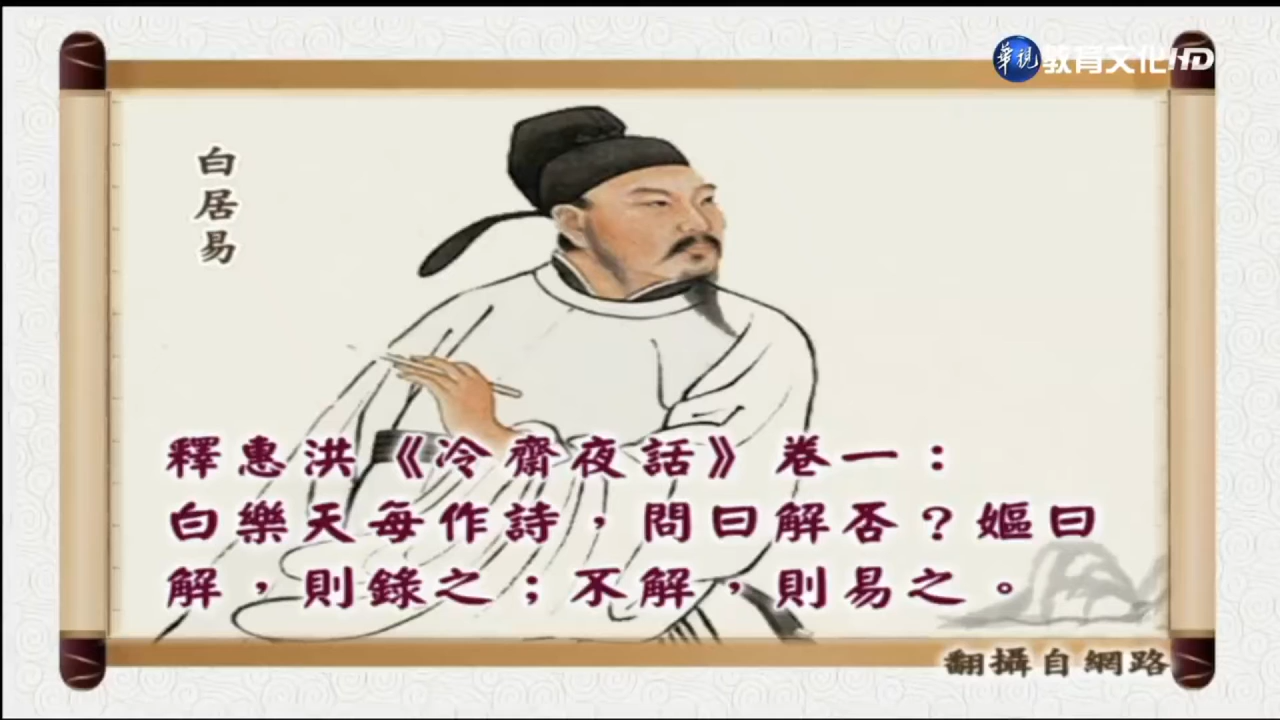 華視 教育文化HD
白居易
釋惠洪《冷齋夜話》卷一：
白樂天每作詩，問曰解否？嫗曰
解，則錄之；不解，則易之。
翻攝自網路